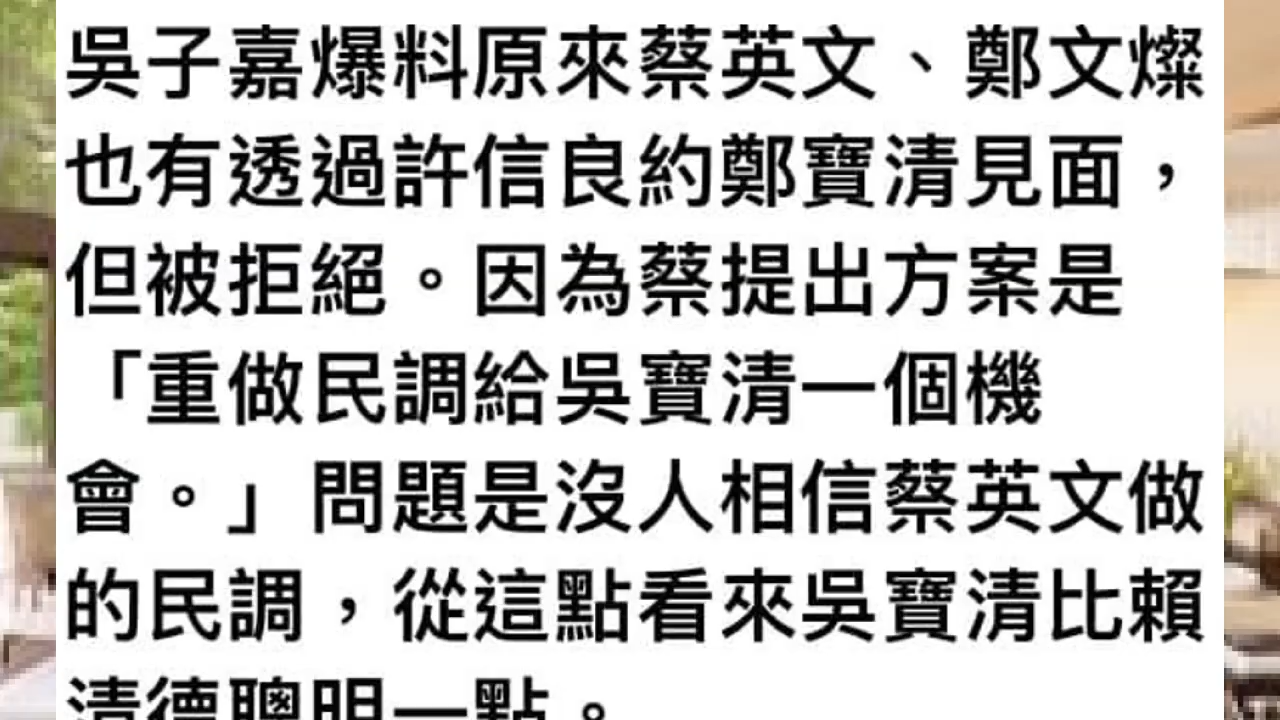 吳子嘉爆料原來蔡英文、鄭文燦
也有透過許信良約鄭寶清見面，
但被拒絕。因為蔡提出方案是
「重做民調給吳寶清一個機
會。」問題是沒人相信蔡英文做
的民調，從這點看來吳寶清比賴
清德聰明一點。